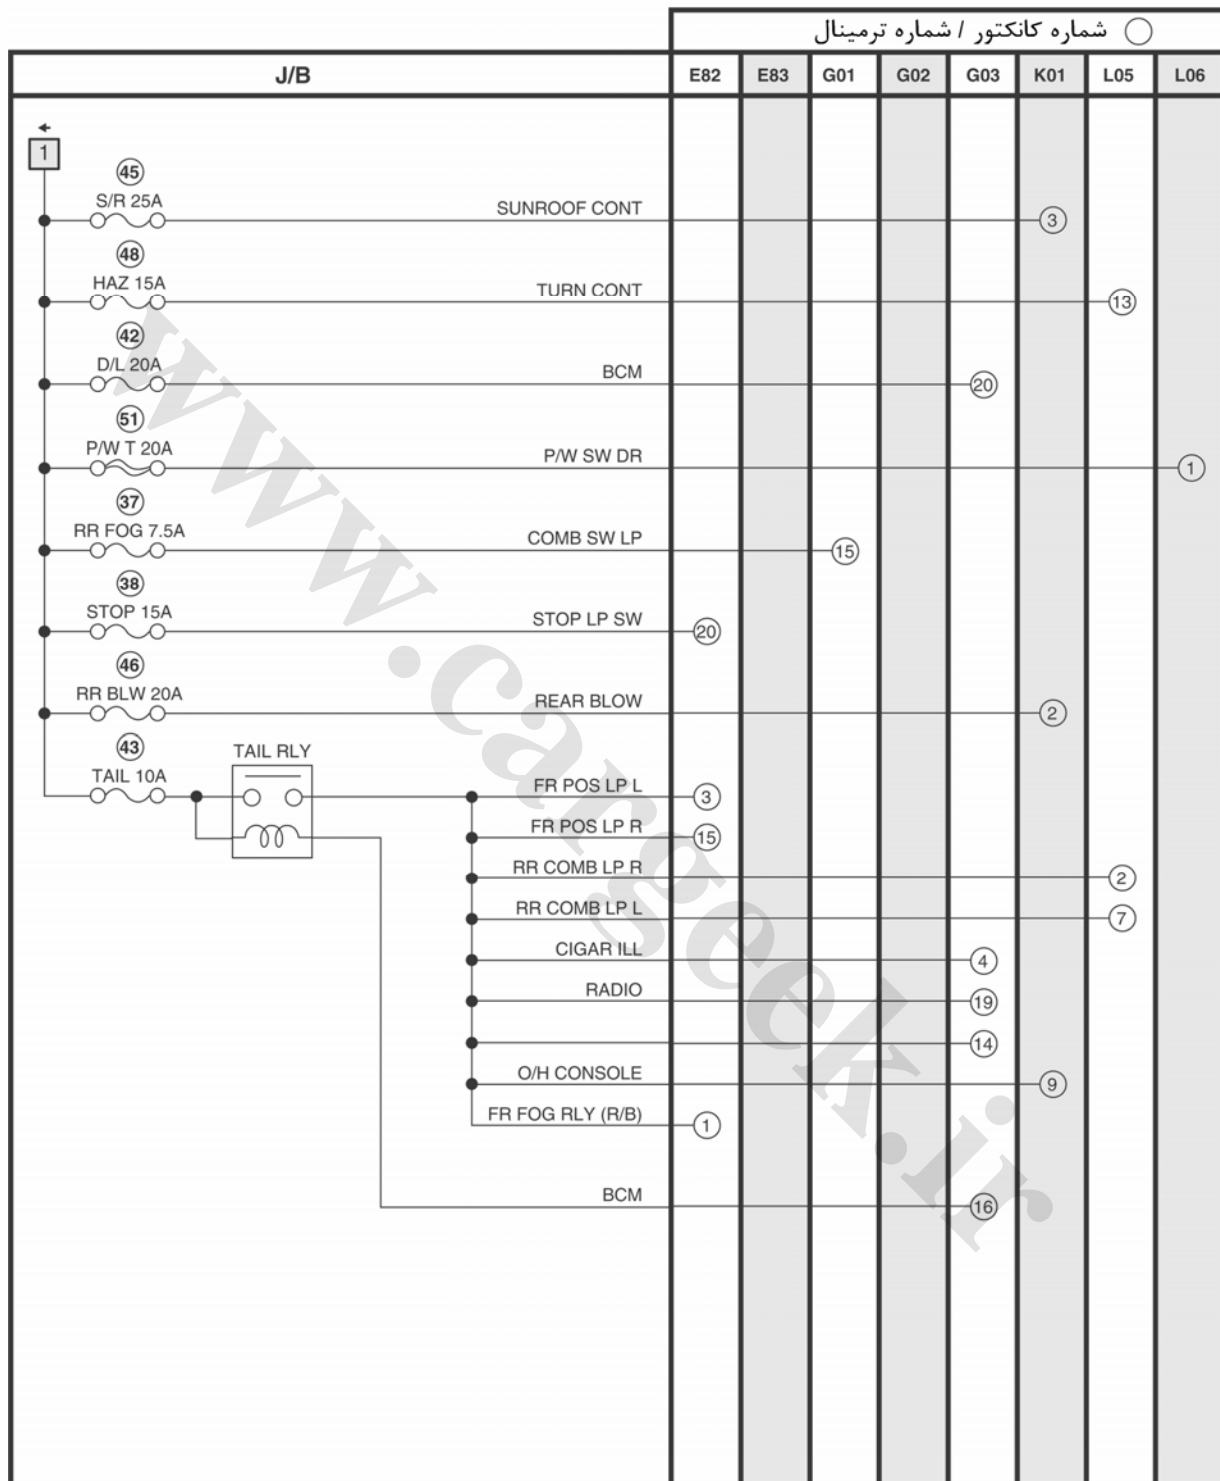 شماره کانکتور / شماره ترمینال
J/B E82 E83 G01 G02 G03 K01 L05 L06
1
45
S/R 25A SUNROOF CONT 3
48
HAZ 15A TURN CONT 13
42
D/L 20A BCM 20
51
P/W T 20A P/W SW DR 1
37
RR FOG 7.5A COMB SW LP 15
38
STOP 15A STOP LP SW 20
46
RR BLW 20A REAR BLOW 2
43 TAIL RLY
TAIL 10A FR POS LP L 3
FR POS LP R 15
RR COMB LP R 2
RR COMB LP L 7
CIGAR ILL 4
RADIO 19
14
O/H CONSOLE 9
FR FOG RLY (R/B) 1
BCM 16
www.cargeek.ir